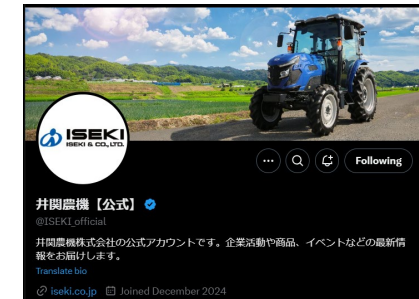 ISEKI
ISEKI & CO., LTD.
Following
井関農機【公式】
@ISEKI_official
井関農機株式会社の公式アカウントです。企業活動や商品、イベントなどの最新情
報をお届けします。
Translate bio
iseki.co.jp Joined December 2024